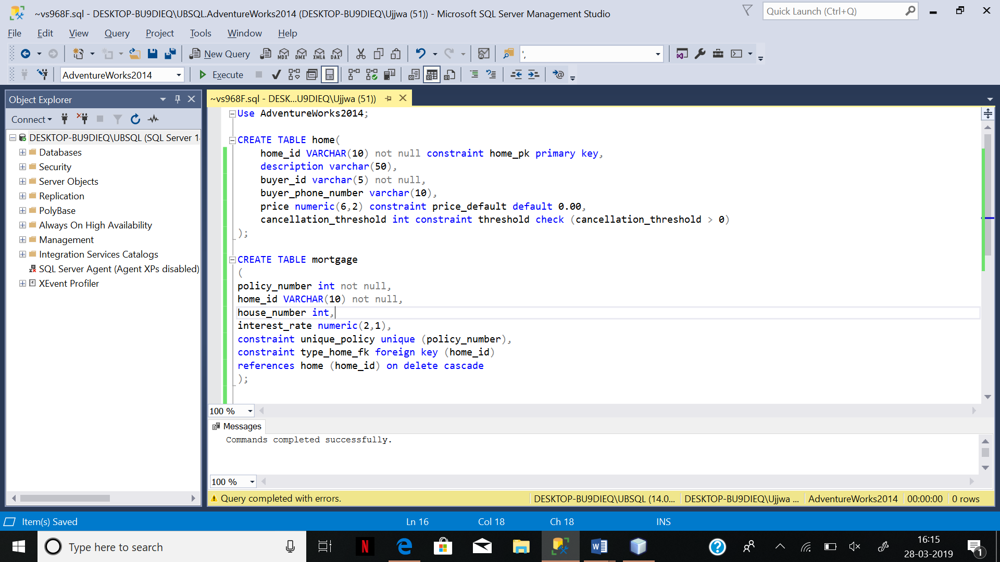 ~vs968F.sql - DESKTOP-BU9DIEQ\UBSQL.AdventureWorks2014 (DESKTOP-BU9DIEQ\Ujjwa (51)) - Microsoft SQL Server Management Studio
Quick Launch (Ctrl+Q)
File Edit View Query Project Tools Window Help
New Query MDX DMX XMLA DAX ',
AdventureWorks2014 Execute
Object Explorer
Connect
DESKTOP-BU9DIEQ\UBSQL (SQL Server 1
Databases
Security
Server Objects
Replication
PolyBase
Always On High Availability
Management
Integration Services Catalogs
SQL Server Agent (Agent XPs disabled)
XEvent Profiler
~vs968F.sql - DESK...U9DIEQ\Ujjwa (51))
Use AdventureWorks2014;
CREATE TABLE home(
home_id VARCHAR(10) not null constraint home_pk primary key,
description varchar(50),
buyer_id varchar(5) not null,
buyer_phone_number varchar(10),
price numeric(6,2) constraint price_default default 0.00,
cancellation_threshold int constraint threshold check (cancellation_threshold > 0)
);
CREATE TABLE mortgage
(
policy_number int not null,
home_id VARCHAR(10) not null,
house_number int,
interest_rate numeric(2,1),
constraint unique_policy unique (policy_number),
constraint type_home_fk foreign key (home_id)
references home (home_id) on delete cascade
);
100 %
Messages
Commands completed successfully.
100 %
Query completed with errors. DESKTOP-BU9DIEQ\UBSQL (14.0... DESKTOP-BU9DIEQ\Ujjwa ... AdventureWorks2014 00:00:00 0 rows
Item(s) Saved Ln 16 Col 18 Ch 18 INS
Type here to search
16:15
28-03-2019
1